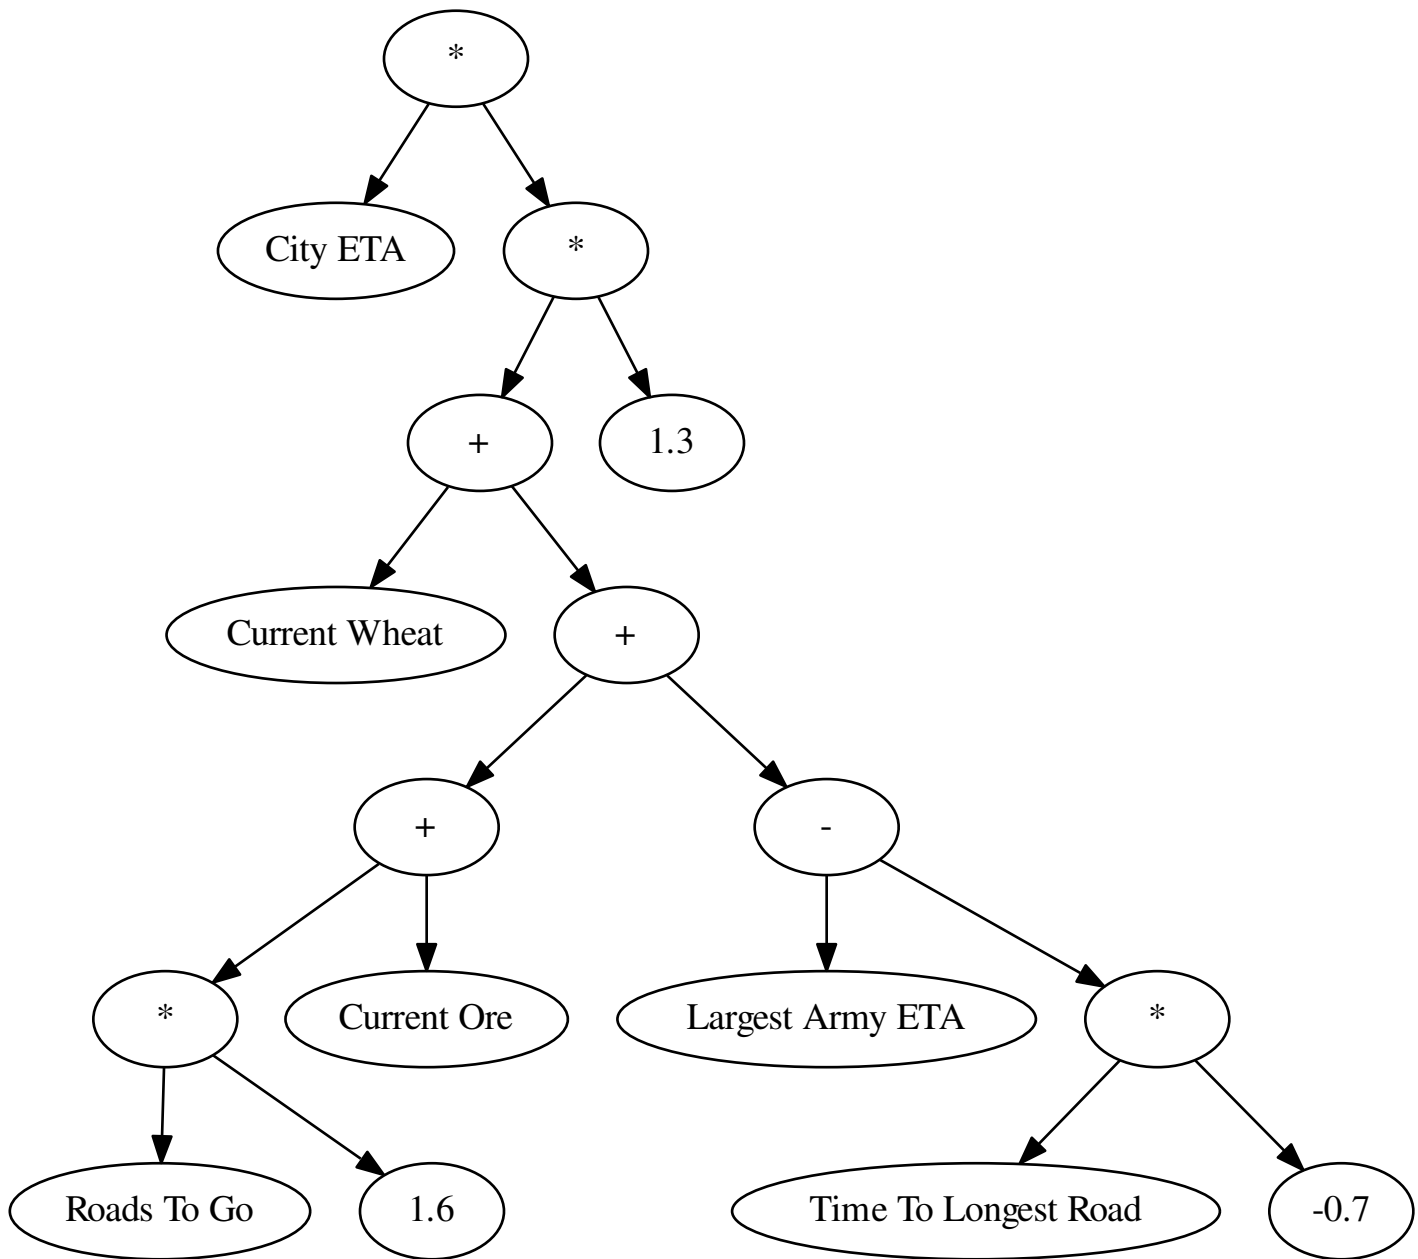 *
City ETA
*
+
1.3
Current Wheat
+
+
-
*
Current Ore
Largest Army ETA
*
Roads To Go
1.6
Time To Longest Road
-0.7